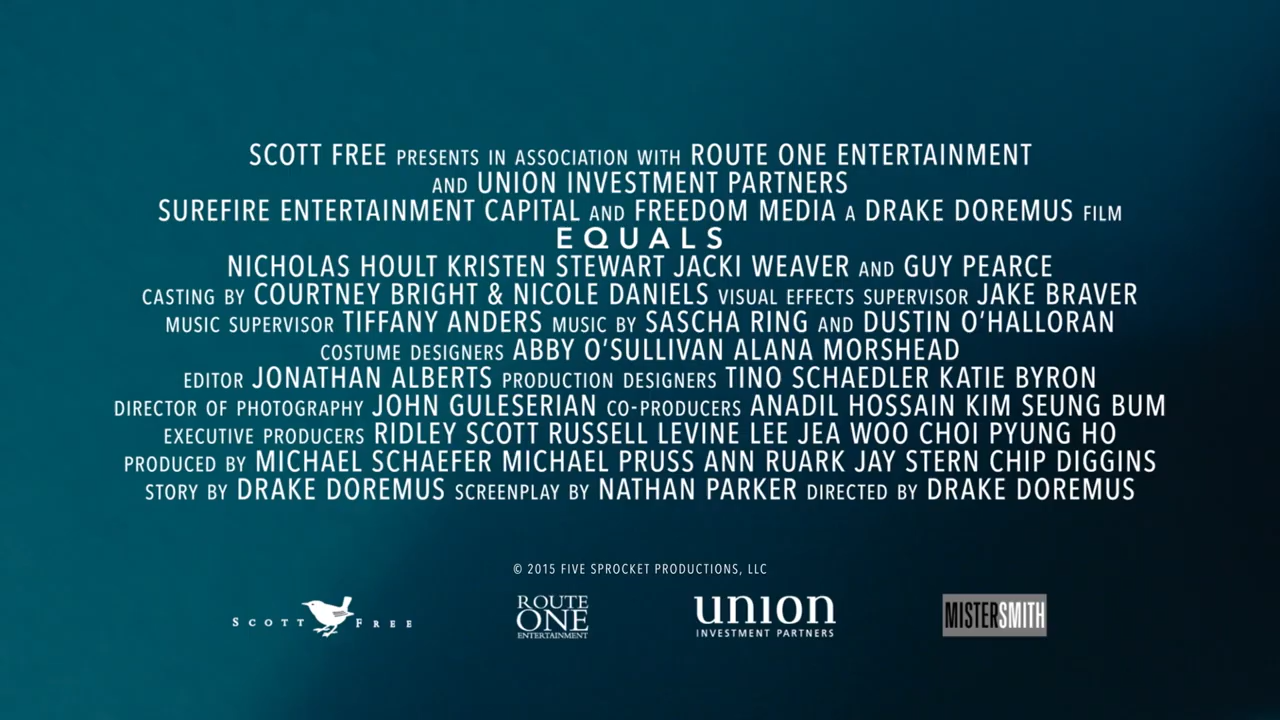 SCOTT FREE PRESENTS IN ASSOCIATION WITH ROUTE ONE ENTERTAINMENT
AND UNION INVESTMENT PARTNERS
SUREFIRE ENTERTAINMENT CAPITAL AND FREEDOM MEDIA A DRAKE DOREMUS FILM
EQUALS
NICHOLAS HOULT KRISTEN STEWART JACKI WEAVER AND GUY PEARCE
CASTING BY COURTNEY BRIGHT & NICOLE DANIELS VISUAL EFFECTS SUPERVISOR JAKE BRAVER
MUSIC SUPERVISOR TIFFANY ANDERS MUSIC BY SASCHA RING AND DUSTIN O'HALLORAN
COSTUME DESIGNERS ABBY O'SULLIVAN ALANA MORSHEAD
EDITOR JONATHAN ALBERTS PRODUCTION DESIGNERS TINO SCHAEDLER KATIE BYRON
DIRECTOR OF PHOTOGRAPHY JOHN GULESERIAN CO-PRODUCERS ANADIL HOSSAIN KIM SEUNG BUM
EXECUTIVE PRODUCERS RIDLEY SCOTT RUSSELL LEVINE LEE JEA WOO CHOI PYUNG HO
PRODUCED BY MICHAEL SCHAEFER MICHAEL PRUSS ANN RUARK JAY STERN CHIP DIGGINS
STORY BY DRAKE DOREMUS SCREENPLAY BY NATHAN PARKER DIRECTED BY DRAKE DOREMUS
© 2015 FIVE SPROCKET PRODUCTIONS, LLC
SCOTT FREE
ROUTE
ONE
ENTERTAINMENT
union
INVESTMENT PARTNERS
MISTERSMITH